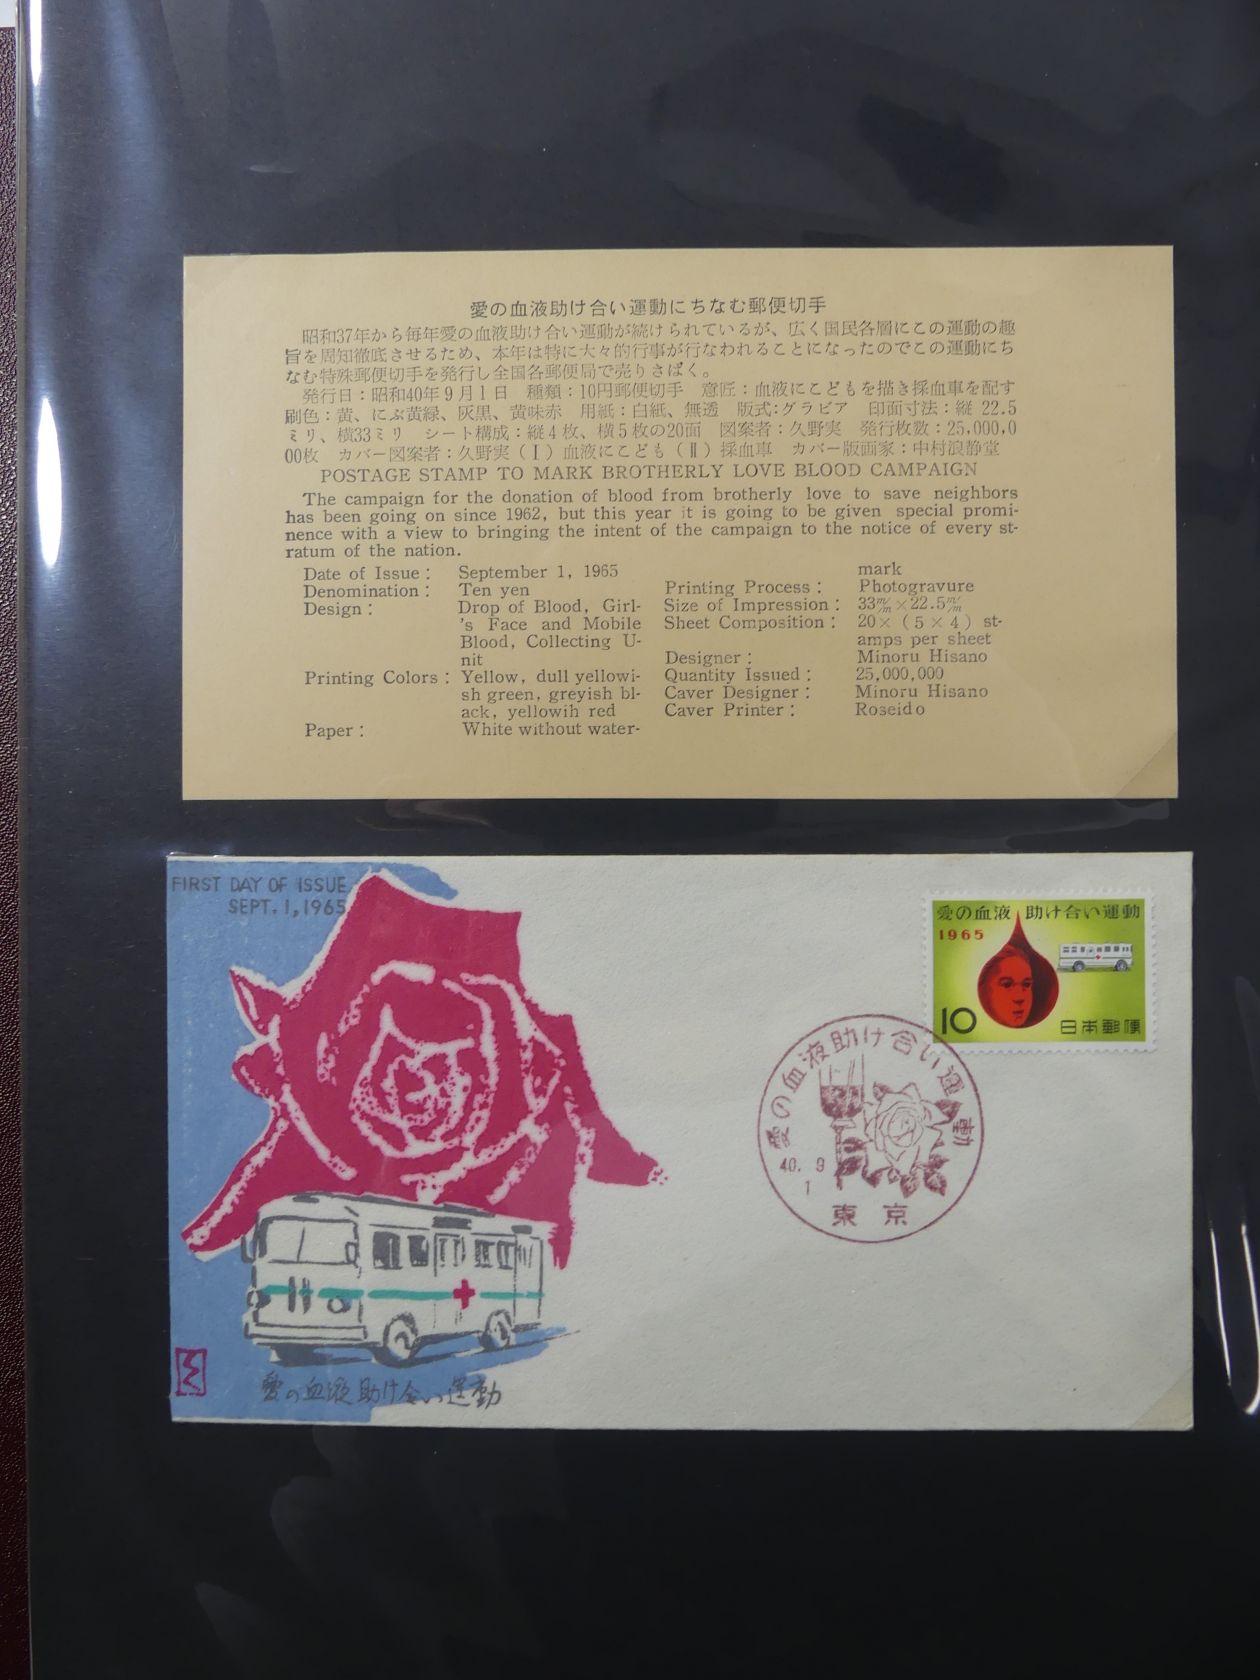 愛の血液助け合い運動にちなむ郵便切手
昭和37年から毎年愛の血液助け合い運動が続けられているが、広く国民各層にこの運動の趣
旨を周知徹底させるため、本年は特に大々的行事が行なわれることになったのでこの運動にち
なむ特殊郵便切手を発行し全国各郵便局で売りさばく。
発行日：昭和40年9月1日 種類：10円郵便切手 意匠：血液にこどもを描き採血車を配す
刷色：黄、にぶ黄緑、灰黒、黄味赤 用紙：白紙、無透 版式：グラビア 印面寸法：縦 22.5
ミリ、横33ミリ シート構成：縦4枚、横5枚の20面 図案者：久野実 発行枚数：25,000,0
00枚 カバー図案者：久野実（Ⅰ）血液にこども（Ⅱ）採血車 カバー版画家：中村浪静堂
POSTAGE STAMP TO MARK BROTHERLY LOVE BLOOD CAMPAIGN
The campaign for the donation of blood from brotherly love to save neighbors
has been going on since 1962, but this year it is going to be given special promi-
nence with a view to bringing the intent of the campaign to the notice of every st-
ratum of the nation.
Date of Issue : September 1, 1965
Denomination : Ten yen
Design : Drop of Blood, Girl-
's Face and Mobile
Blood, Collecting U-
nit
Printing Colors : Yellow, dull yellowi-
sh green, greyish bl-
ack, yellowih red
Paper : White without water-
mark
Printing Process : Photogravure
Size of Impression : 33m/m×22.5m/m
Sheet Composition : 20×(5×4) st-
amps per sheet
Designer : Minoru Hisano
Quantity Issued : 25,000,000
Caver Designer : Minoru Hisano
Caver Printer : Roseido
FIRST DAY OF ISSUE
SEPT. 1, 1965
愛の血液助け合い運動
1965
10
日本郵便
愛の血液助け合い運動
40. 9
1
東京
愛の血液助け合い運動